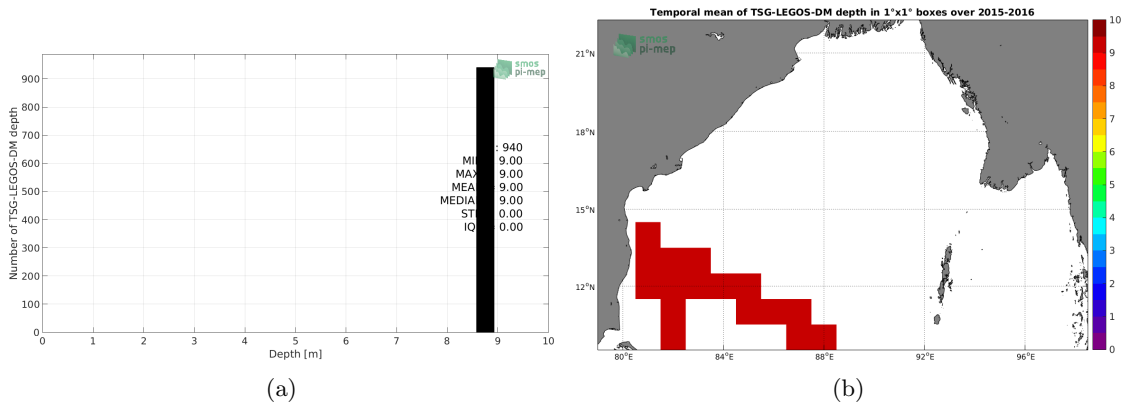 Temporal mean of TSG-LEGOS-DM depth in 1°x1° boxes over 2015-2016
smos
pi-mep
900
800
700
600
500
400
300
200
100
0
Number of TSG-LEGOS-DM depth
: 940
9.00
9.00
9.00
MEDIA 9.00
0.00
0.00
0 1 2 3 4 5 6 7 8 9 10
Depth [m]
(a)
smos
pi-mep
21°N
18°N
15°N
12°N
80°E 84°E 88°E 92°E 96°E
10
9
8
7
6
5
4
3
2
1
0
(b)